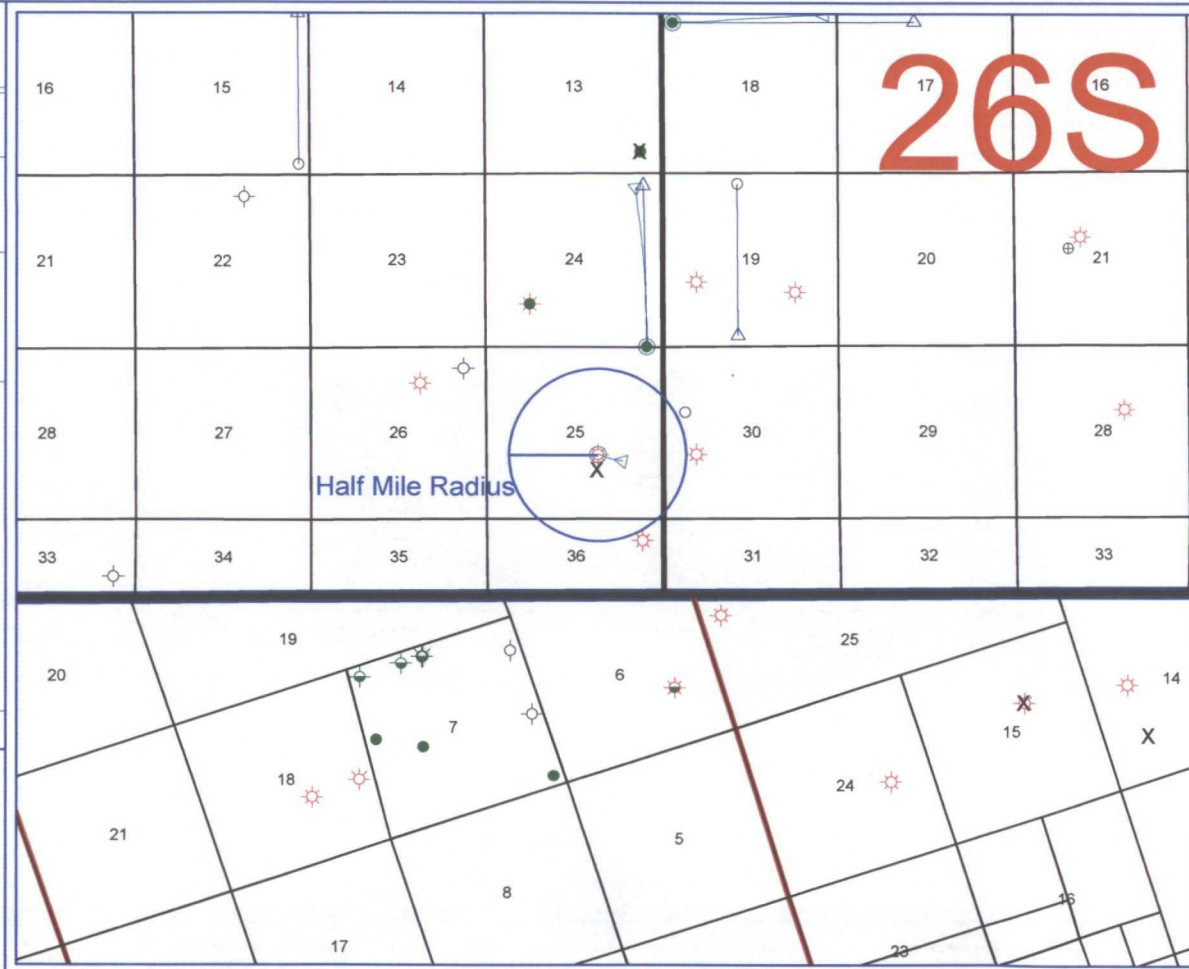 16 15 14 13 18 17 16
26S
21 22 23 24 19 20 21
28 27 26 25 30 29 28
Half Mile Radius
33 34 35 36 31 32 33
20 19 7 6 25 15 14
21 18 8 5 24 16
17 23
X
X
X
X